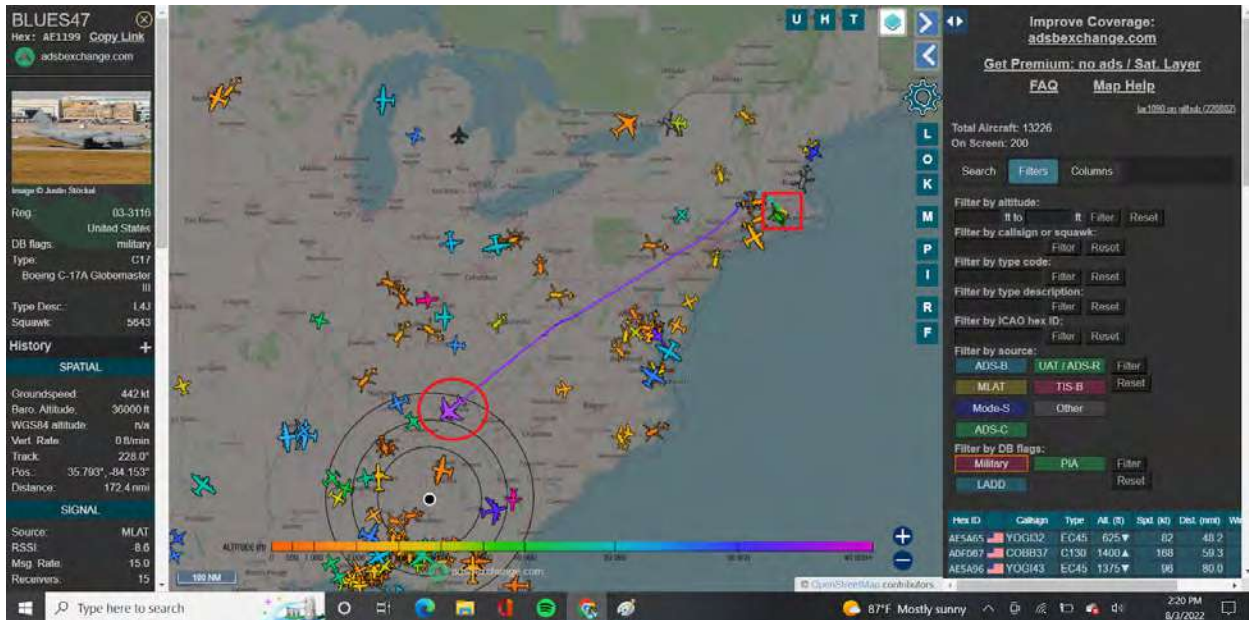 BLUES47
Hex: AE1199 Copy Link
adsbexchange.com
Image © Justin Stöckel
Reg.: 03-3116
United States
DB flags: military
Type: C17
Boeing C-17A Globemaster
III
Type Desc.: L4J
Squawk: 5643
History +
SPATIAL
Groundspeed: 442 kt
Baro. Altitude: 36000 ft
WGS84 altitude: n/a
Vert. Rate: 0 ft/min
Track: 228.0°
Pos.: 35.793°, -84.153°
Distance: 172.4 nmi
SIGNAL
Source: MLAT
RSSI: -8.6
Msg. Rate: 15.0
Receivers: 15
U H T
L
O
K
M
P
I
R
F
ALTITUDE (ft)
adsbexchange.com
100 NM
© OpenStreetMap contributors.
Improve Coverage:
adsbexchange.com
Get Premium: no ads / Sat. Layer
FAQ Map Help
Total Aircraft: 13226
On Screen: 200
Search Filters Columns
Filter by altitude:
ft to ft Filter Reset
Filter by callsign or squawk:
Filter Reset
Filter by type code:
Filter Reset
Filter by type description:
Filter Reset
Filter by ICAO hex ID:
Filter Reset
Filter by source:
ADS-B UAT / ADS-R Filter
MLAT TIS-B Reset
Mode-S Other
ADS-C
Filter by DB flags:
Military PIA Filter
LADD Reset
Hex ID Callsign Type Alt. (ft) Spd. (kt) Dist. (nmi)
AE5A65 YOGI32 EC45 625▼ 82 48.2
ADFD67 COBB37 C130 1400▲ 168 59.3
AE5A96 YOGI43 EC45 1375▼ 96 80.0
Type here to search
87°F Mostly sunny
2:20 PM
8/3/2022